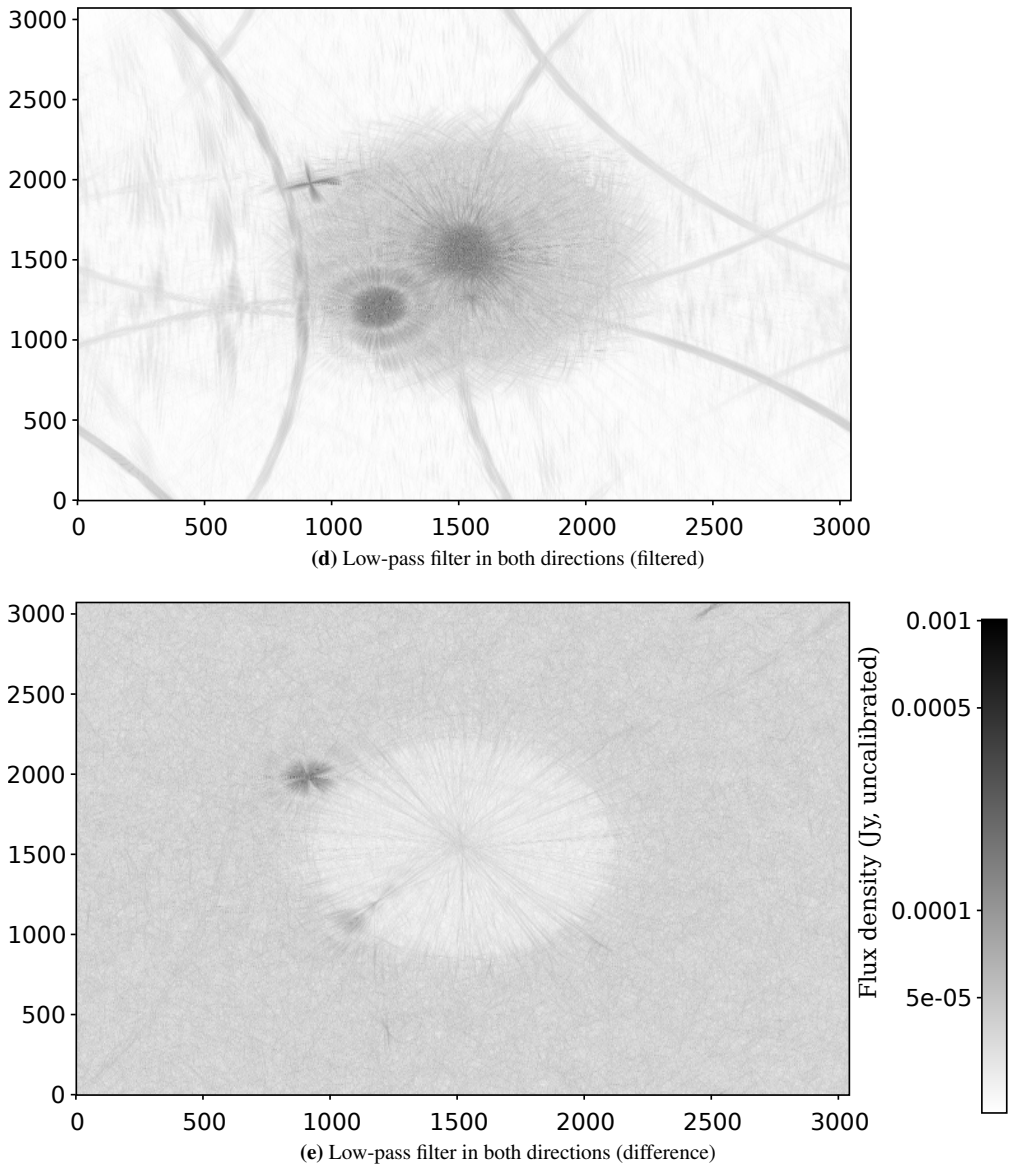 3000
2500
2000
1500
1000
500
0
0 500 1000 1500 2000 2500 3000
(d) Low-pass filter in both directions (filtered)
3000
2500
2000
1500
1000
500
0
0 500 1000 1500 2000 2500 3000
0.001
0.0005
0.0001
5e-05
Flux density (Jy, uncalibrated)
(e) Low-pass filter in both directions (difference)